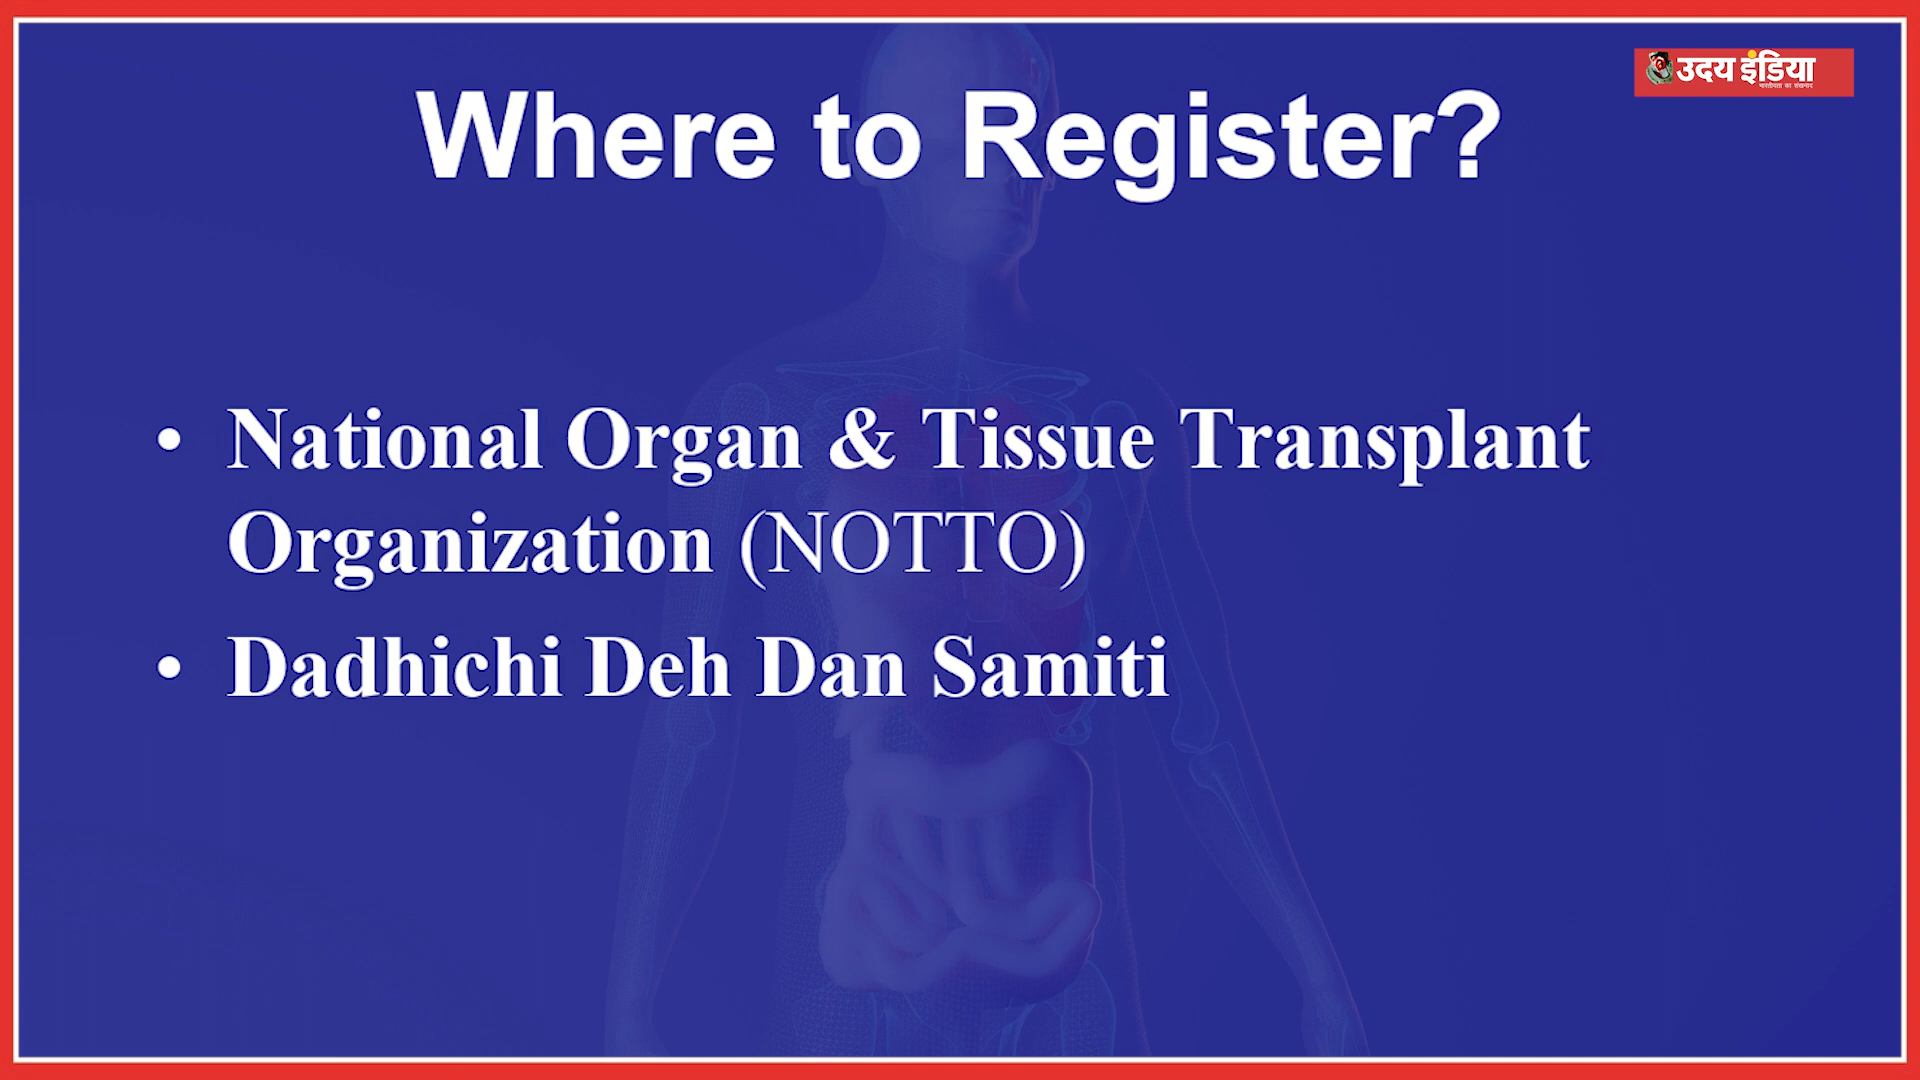 उदय इंडिया
Where to Register?
• National Organ & Tissue Transplant
Organization (NOTTO)
• Dadhichi Deh Dan Samiti